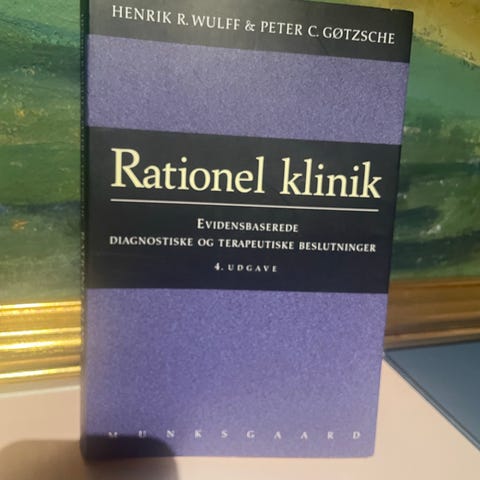 HENRIK R. WULFF & PETER C. GØTZSCHE
Rationel klinik
EVIDENSBASEREDE
DIAGNOSTISKE OG TERAPEUTISKE BESLUTNINGER
4. UDGAVE
MUNKSGAARD